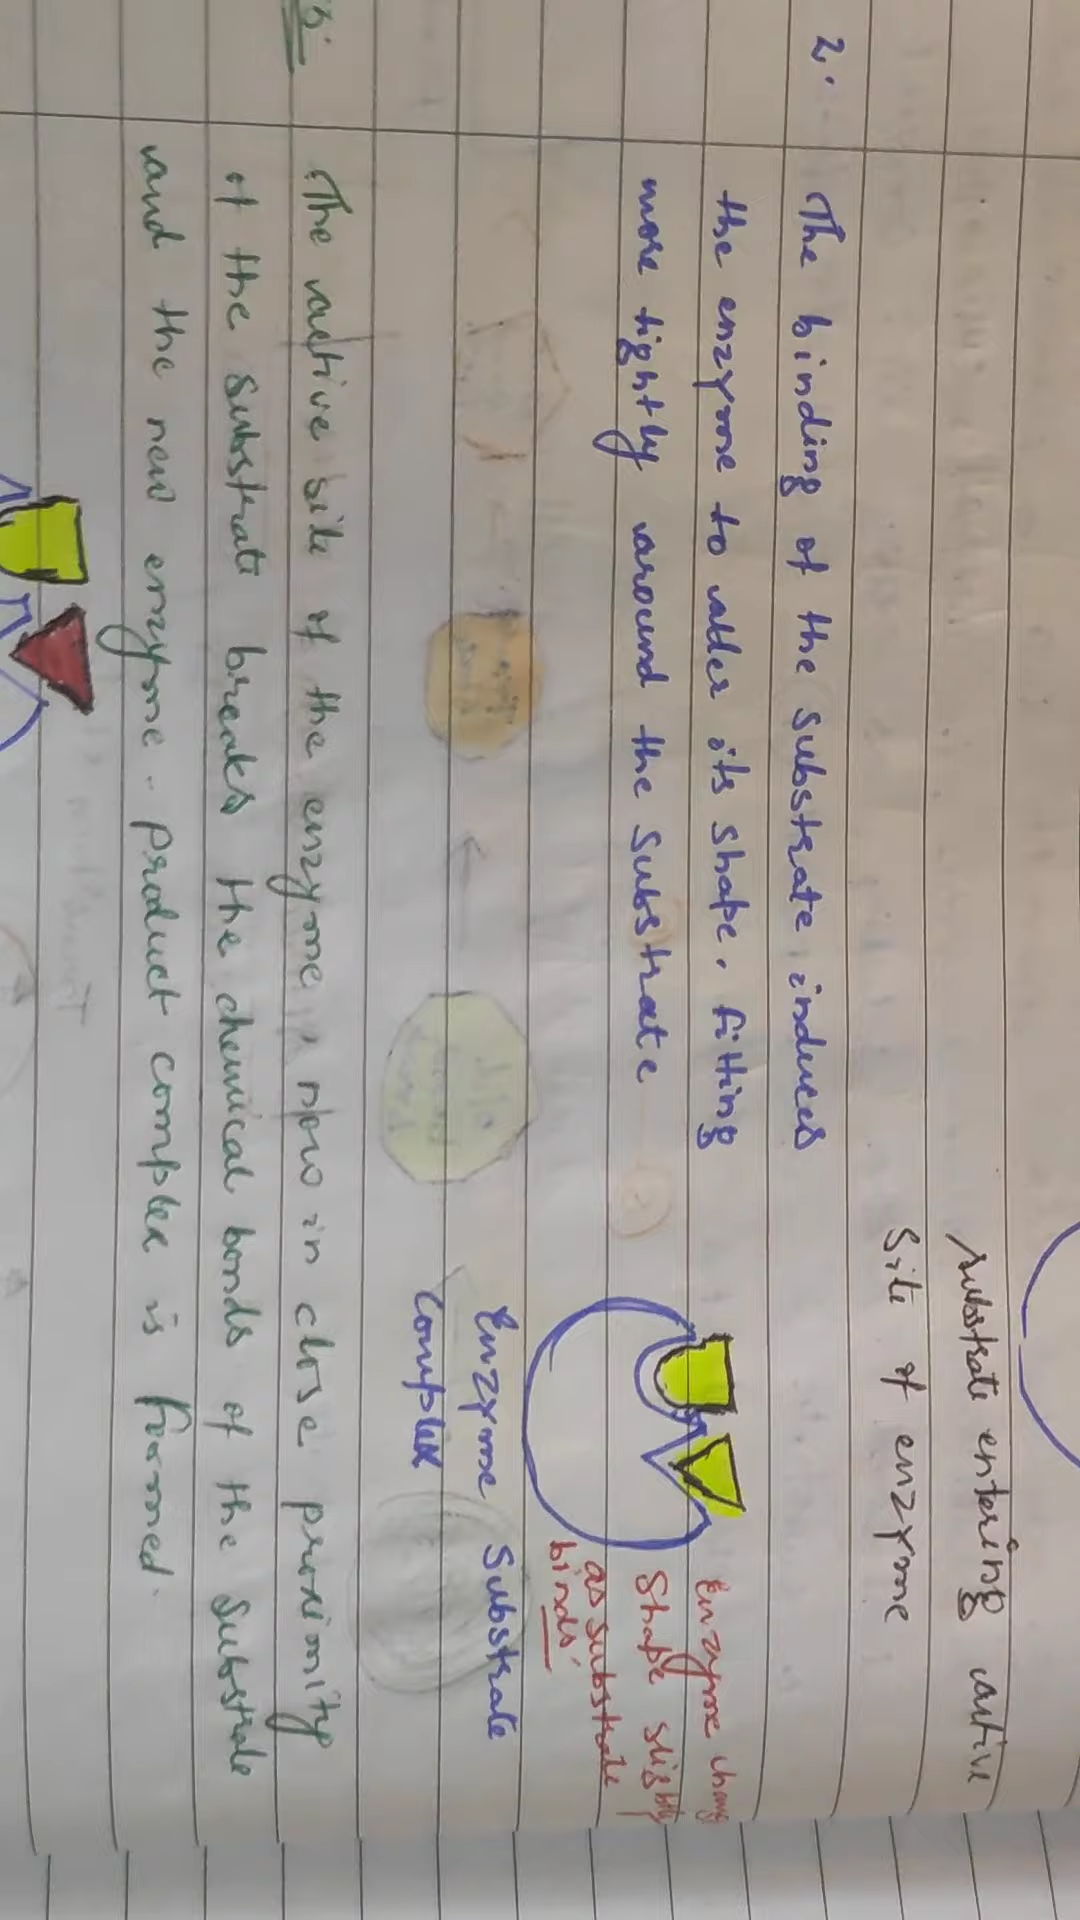 substrate entering active
site of enzyme
2. The binding of the substrate induces
the enzyme to alter its shape. fitting
more tightly around the substrate
Enzyme chang
Shape slightly
as substrate
binds.
Enzyme Substrate
Complex
3. The active site of the enzyme, now in close proximity
of the substrate breaks the chemical bonds of the substrate
and the new enzyme - product complex is formed.